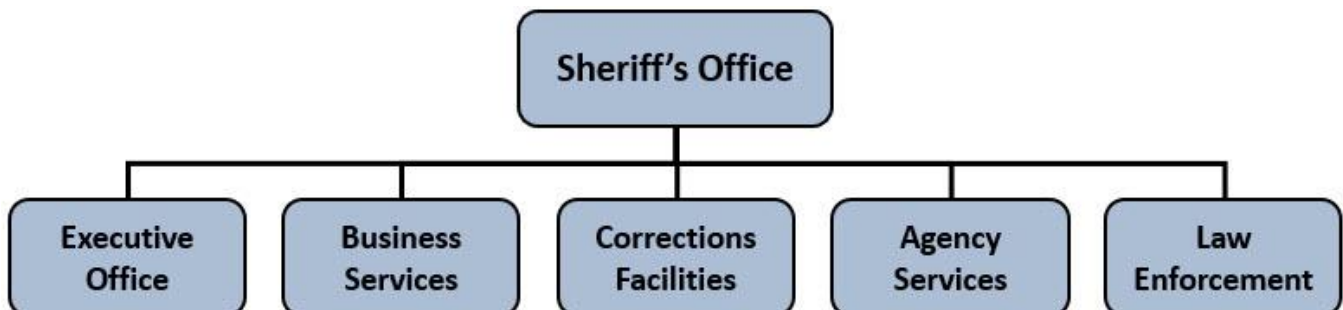 Sheriff’s Office
Executive
Office
Business
Services
Corrections
Facilities
Agency
Services
Law
Enforcement